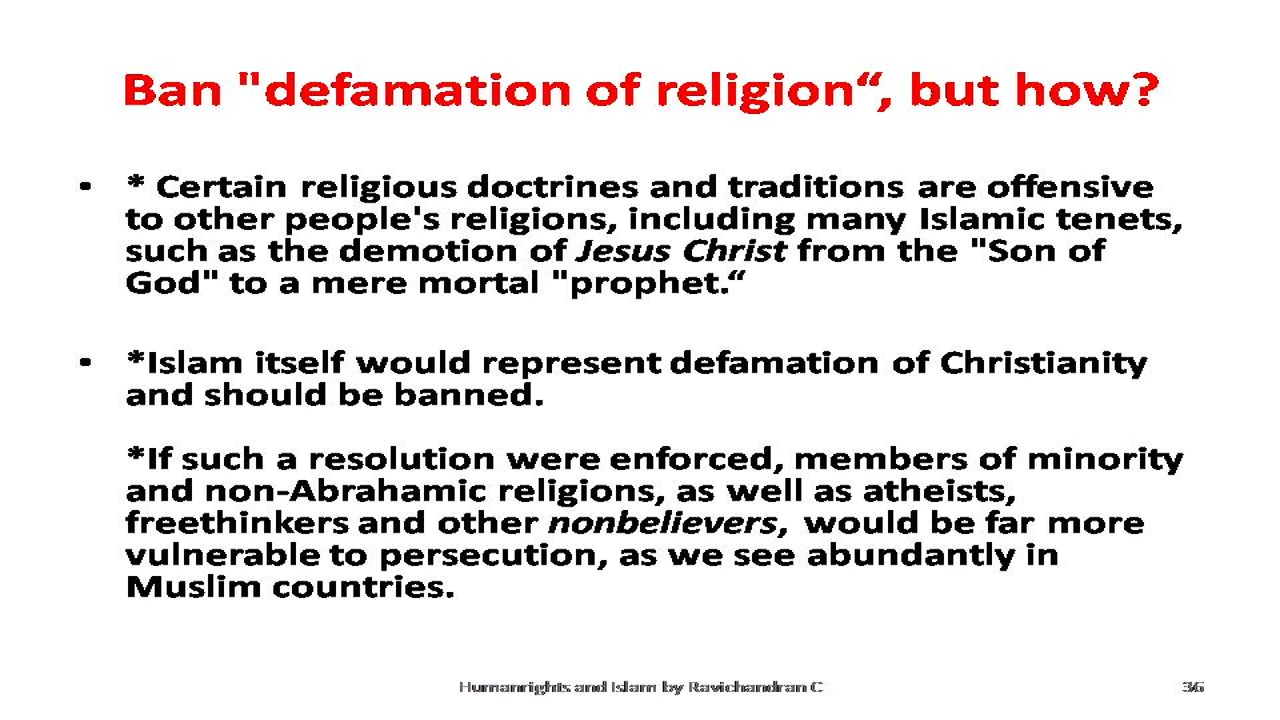 Ban "defamation of religion“, but how?
• * Certain religious doctrines and traditions are offensive
to other people's religions, including many Islamic tenets,
such as the demotion of Jesus Christ from the "Son of
God" to a mere mortal "prophet.“
• *Islam itself would represent defamation of Christianity
and should be banned.
*If such a resolution were enforced, members of minority
and non-Abrahamic religions, as well as atheists,
freethinkers and other nonbelievers, would be far more
vulnerable to persecution, as we see abundantly in
Muslim countries.
Humanrights and Islam by Ravichandran C
36